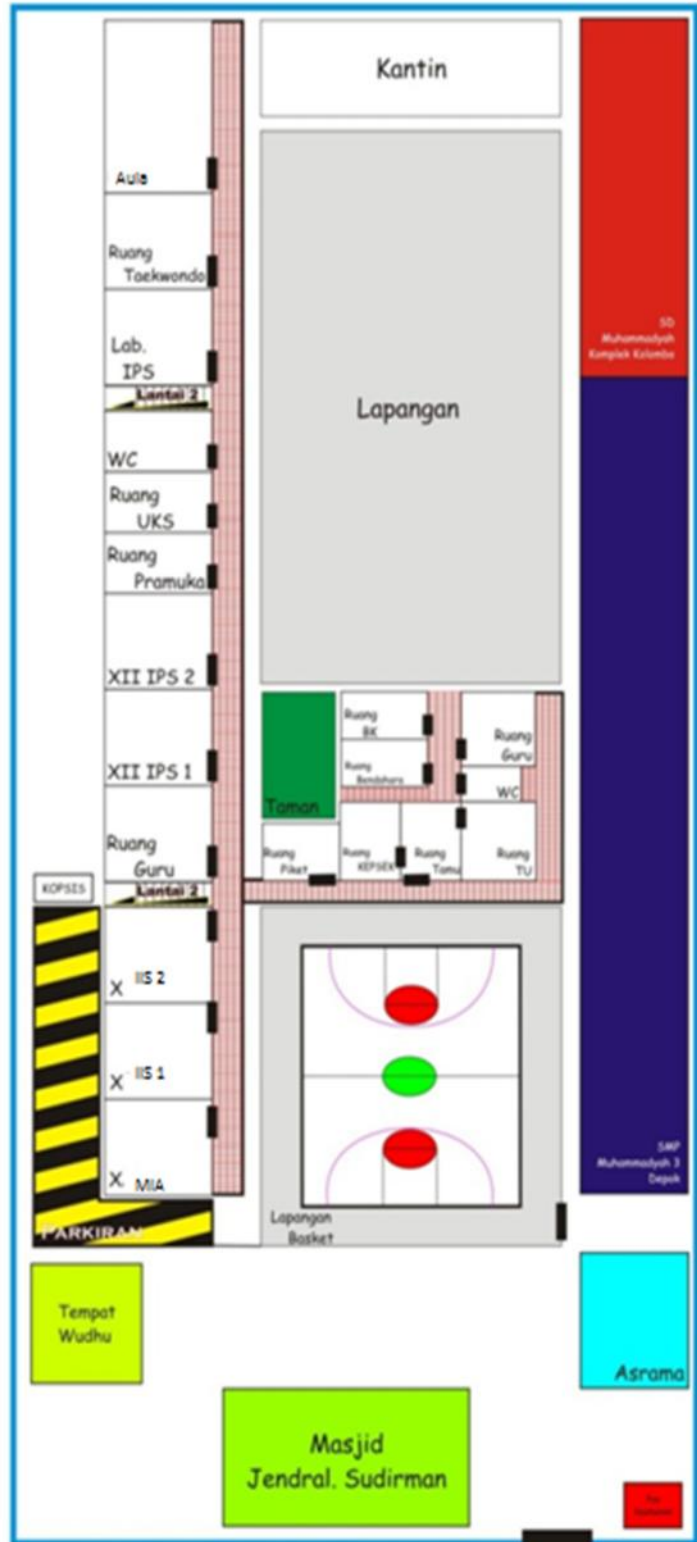 Kantin
Aula
Ruang
Taekwondo
Lab.
IPS
Lantai 2
WC
Ruang
UKS
Ruang
Pramuka
XII IPS 2
XII IPS 1
Ruang
Guru
Lantai 2
KOPSIS
X IIS 2
X IIS 1
X MIA
PARKIRAN
Lapangan
SD
Muhammadyah
Komplek Kolombo
Taman
Ruang
BK
Ruang
Bendahara
Ruang
Guru
WC
Ruang
Piket
Ruang
KEPSEK
Ruang
Tamu
Ruang
TU
Lapangan
Basket
SMP
Muhammadyah 3
Depok
Tempat
Wudhu
Asrama
Masjid
Jendral. Sudirman